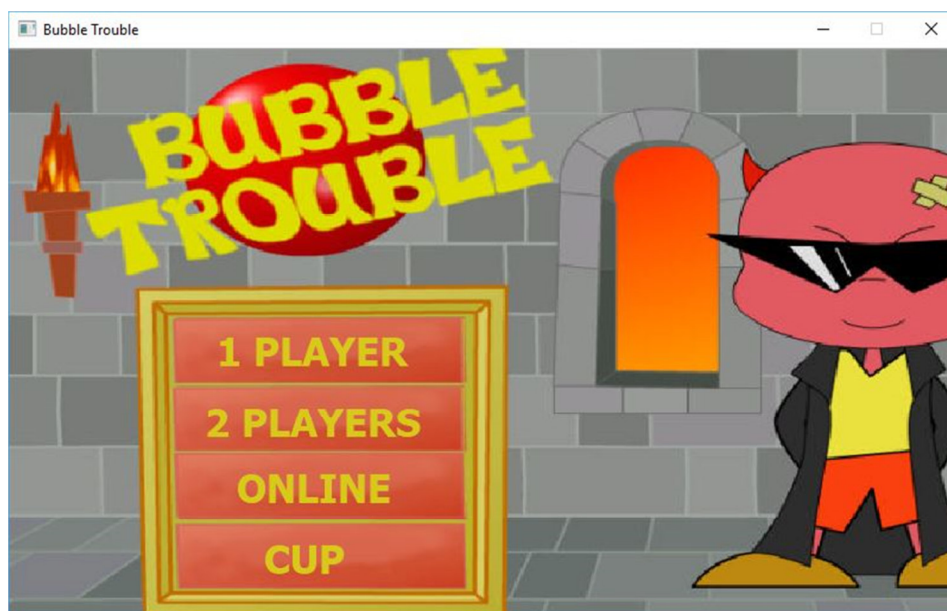 Bubble Trouble
BUBBLE
TROUBLE
1 PLAYER
2 PLAYERS
ONLINE
CUP